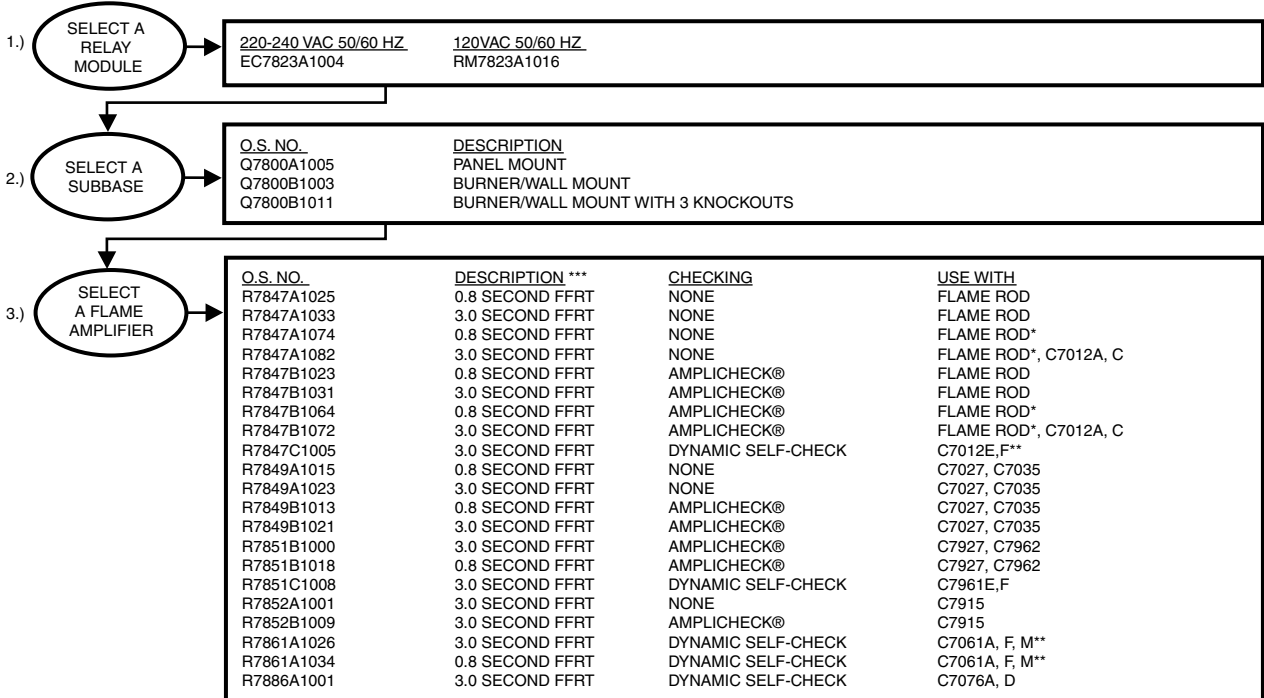 1.) SELECT A RELAY MODULE
220-240 VAC 50/60 HZ 120VAC 50/60 HZ
EC7823A1004 RM7823A1016
2.) SELECT A SUBBASE
O.S. NO. DESCRIPTION
Q7800A1005 PANEL MOUNT
Q7800B1003 BURNER/WALL MOUNT
Q7800B1011 BURNER/WALL MOUNT WITH 3 KNOCKOUTS
3.) SELECT A FLAME AMPLIFIER
O.S. NO. DESCRIPTION *** CHECKING USE WITH
R7847A1025 0.8 SECOND FFRT NONE FLAME ROD
R7847A1033 3.0 SECOND FFRT NONE FLAME ROD
R7847A1074 0.8 SECOND FFRT NONE FLAME ROD*
R7847A1082 3.0 SECOND FFRT NONE FLAME ROD*, C7012A, C
R7847B1023 0.8 SECOND FFRT AMPLICHECK® FLAME ROD
R7847B1031 3.0 SECOND FFRT AMPLICHECK® FLAME ROD
R7847B1064 0.8 SECOND FFRT AMPLICHECK® FLAME ROD*
R7847B1072 3.0 SECOND FFRT AMPLICHECK® FLAME ROD*, C7012A, C
R7847C1005 3.0 SECOND FFRT DYNAMIC SELF-CHECK C7012E,F**
R7849A1015 0.8 SECOND FFRT NONE C7027, C7035
R7849A1023 3.0 SECOND FFRT NONE C7027, C7035
R7849B1013 0.8 SECOND FFRT AMPLICHECK® C7027, C7035
R7849B1021 3.0 SECOND FFRT AMPLICHECK® C7027, C7035
R7851B1000 3.0 SECOND FFRT AMPLICHECK® C7927, C7962
R7851B1018 0.8 SECOND FFRT AMPLICHECK® C7927, C7962
R7851C1008 3.0 SECOND FFRT DYNAMIC SELF-CHECK C7961E,F
R7852A1001 3.0 SECOND FFRT NONE C7915
R7852B1009 3.0 SECOND FFRT AMPLICHECK® C7915
R7861A1026 3.0 SECOND FFRT DYNAMIC SELF-CHECK C7061A, F, M**
R7861A1034 0.8 SECOND FFRT DYNAMIC SELF-CHECK C7061A, F, M**
R7886A1001 3.0 SECOND FFRT DYNAMIC SELF-CHECK C7076A, D